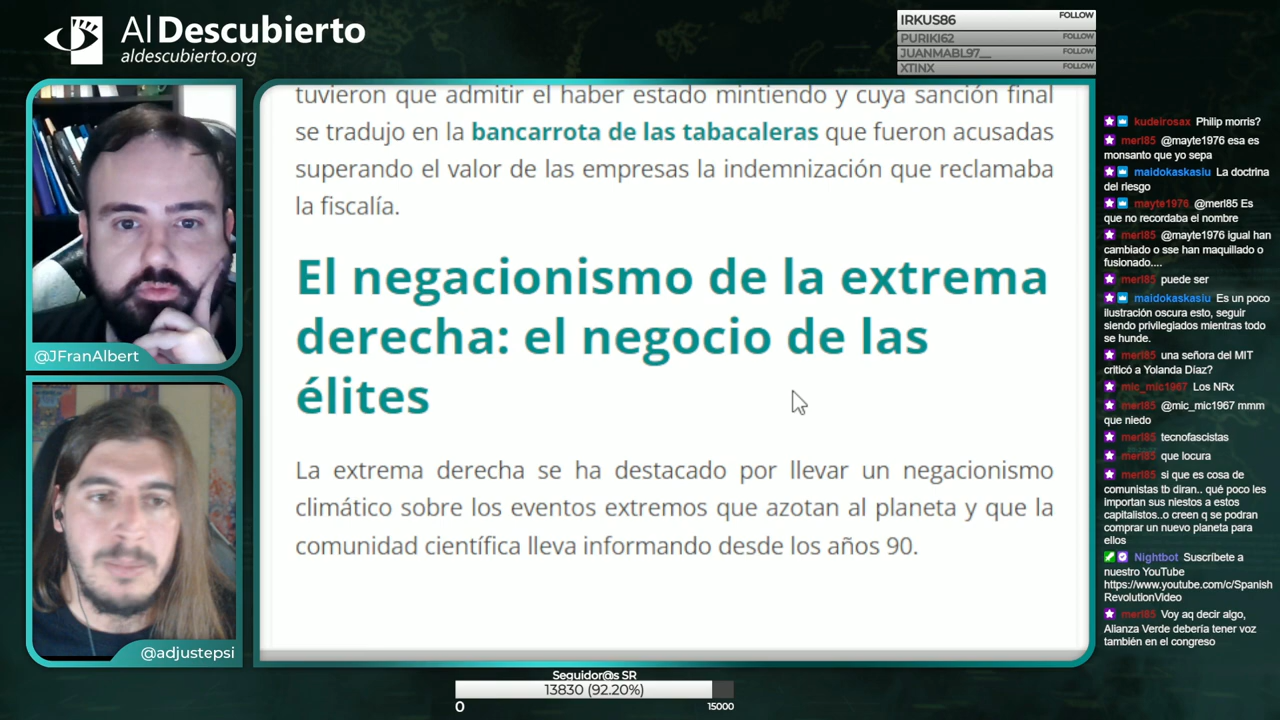 Al Descubierto
aldescubierto.org
IRKUS86 FOLLOW
PURIKI62 FOLLOW
JUANMABL97__ FOLLOW
XTINX FOLLOW
@JFranAlbert
@adjustepsi
tuvieron que admitir el haber estado mintiendo y cuya sanción final
se tradujo en la bancarrota de las tabacaleras que fueron acusadas
superando el valor de las empresas la indemnización que reclamaba
la fiscalía.
El negacionismo de la extrema
derecha: el negocio de las
élites
La extrema derecha se ha destacado por llevar un negacionismo
climático sobre los eventos extremos que azotan al planeta y que la
comunidad científica lleva informando desde los años 90.
kudeirosax Philip morris?
merl85 @mayte1976 esa es
monsanto que yo sepa
maidokaskasiu La doctrina
del riesgo
mayte1976 @merl85 Es
que no recordaba el nombre
merl85 @mayte1976 igual han
cambiado o sse han maquillado o
fusionado....
merl85 puede ser
maidokaskasiu Es un poco
ilustración oscura esto, seguir
siendo privilegiados mientras todo
se hunde.
merl85 una señora del MIT
criticó a Yolanda Díaz?
mic_mic1967 Los NRx
merl85 @mic_mic1967 mmm
que niedo
merl85 tecnofascistas
merl85 que locura
merl85 si que es cosa de
comunistas tb diran.. qué poco les
importan sus niestos a estos
capitalistos..o creen q se podran
comprar un nuevo planeta para
ellos
Nightbot Suscríbete a
nuestro YouTube
https://www.youtube.com/c/Spanish
RevolutionVideo
merl85 Voy aq decir algo,
Alianza Verde debería tener voz
también en el congreso
Seguidor@s SR
13830 (92.20%)
0 15000